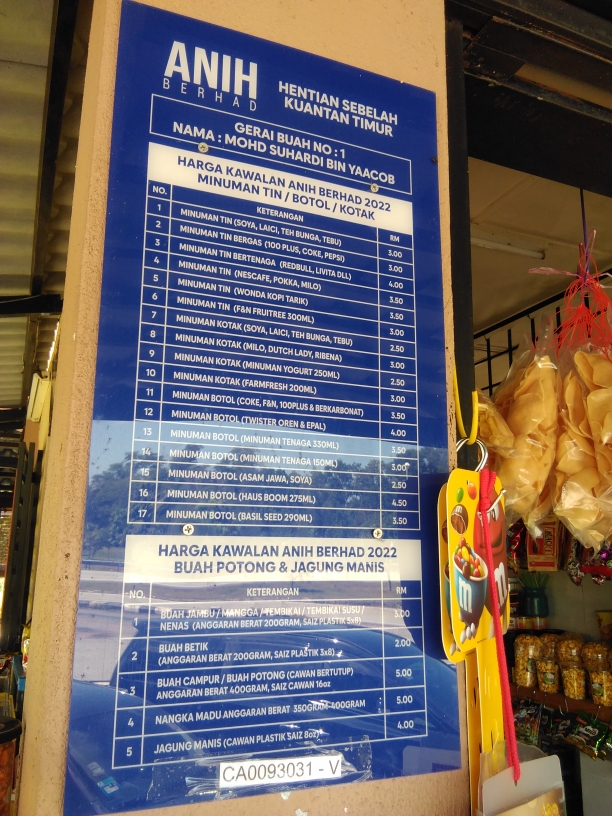 ANIH
BERHAD
HENTIAN SEBELAH
KUANTAN TIMUR
GERAI BUAH NO : 1
NAMA : MOHD SUHARDI BIN YAACOB
HARGA KAWALAN ANIH BERHAD 2022
MINUMAN TIN / BOTOL / KOTAK
NO. KETERANGAN RM
1 MINUMAN TIN (SOYA, LAICI, TEH BUNGA, TEBU) 3.00
2 MINUMAN TIN BERGAS (100 PLUS, COKE, PEPSI) 3.00
3 MINUMAN TIN BERTENAGA (REDBULL, LIVITA DLL) 4.00
4 MINUMAN TIN (NESCAFE, POKKA, MILO) 3.50
5 MINUMAN TIN (WONDA KOPI TARIK) 3.50
6 MINUMAN TIN (F&N FRUITREE 300ML) 3.00
7 MINUMAN KOTAK (SOYA, LAICI, TEH BUNGA, TEBU) 2.50
8 MINUMAN KOTAK (MILO, DUTCH LADY, RIBENA) 3.00
9 MINUMAN KOTAK (MINUMAN YOGURT 250ML) 2.50
10 MINUMAN KOTAK (FARMFRESH 200ML) 3.00
11 MINUMAN BOTOL (COKE, F&N, 100PLUS & BERKARBONAT) 3.50
12 MINUMAN BOTOL (TWISTER OREN & EPAL) 4.00
13 MINUMAN BOTOL (MINUMAN TENAGA 330ML) 3.50
14 MINUMAN BOTOL (MINUMAN TENAGA 150ML) 3.00
15 MINUMAN BOTOL (ASAM JAWA, SOYA) 2.50
16 MINUMAN BOTOL (HAUS BOOM 275ML) 4.50
17 MINUMAN BOTOL (BASIL SEED 290ML) 3.50
HARGA KAWALAN ANIH BERHAD 2022
BUAH POTONG & JAGUNG MANIS
NO. KETERANGAN RM
1 BUAH JAMBU / MANGGA / TEMBIKAI / TEMBIKAI SUSU / 3.00
NENAS (ANGGARAN BERAT 200GRAM, SAIZ PLASTIK 5x8)
2 BUAH BETIK 2.00
(ANGGARAN BERAT 200GRAM, SAIZ PLASTIK 3x8)
3 BUAH CAMPUR / BUAH POTONG (CAWAN BERTUTUP) 5.00
ANGGARAN BERAT 400GRAM, SAIZ CAWAN 16oz
4 NANGKA MADU ANGGARAN BERAT 350GRAM-400GRAM 5.00
5 JAGUNG MANIS (CAWAN PLASTIK SAIZ 8oz) 4.00
CA0093031 - V